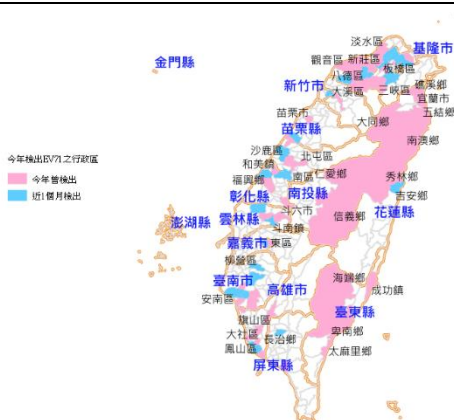 淡水區
基隆市
金門縣
觀音區
新莊區
八德區
板橋區
新竹市
大溪區
三峽區
礁溪鄉
宜蘭市
苗栗市
大同鄉
五結鄉
苗栗縣
南澳鄉
沙鹿區
今年檢出EV71之行政區
和美鎮
北屯區
今年曾檢出
福興鄉
南區
仁愛鄉
秀林鄉
近1個月檢出
彰化縣
南投縣
吉安鄉
澎湖縣
雲林縣
斗六市
信義鄉
花蓮縣
斗南鎮
嘉義市
東區
柳營區
臺南市
高雄市
海端鄉
成功鎮
安南區
旗山區
臺東縣
大社區
長治鄉
卑南鄉
鳳山區
太麻里鄉
屏東縣